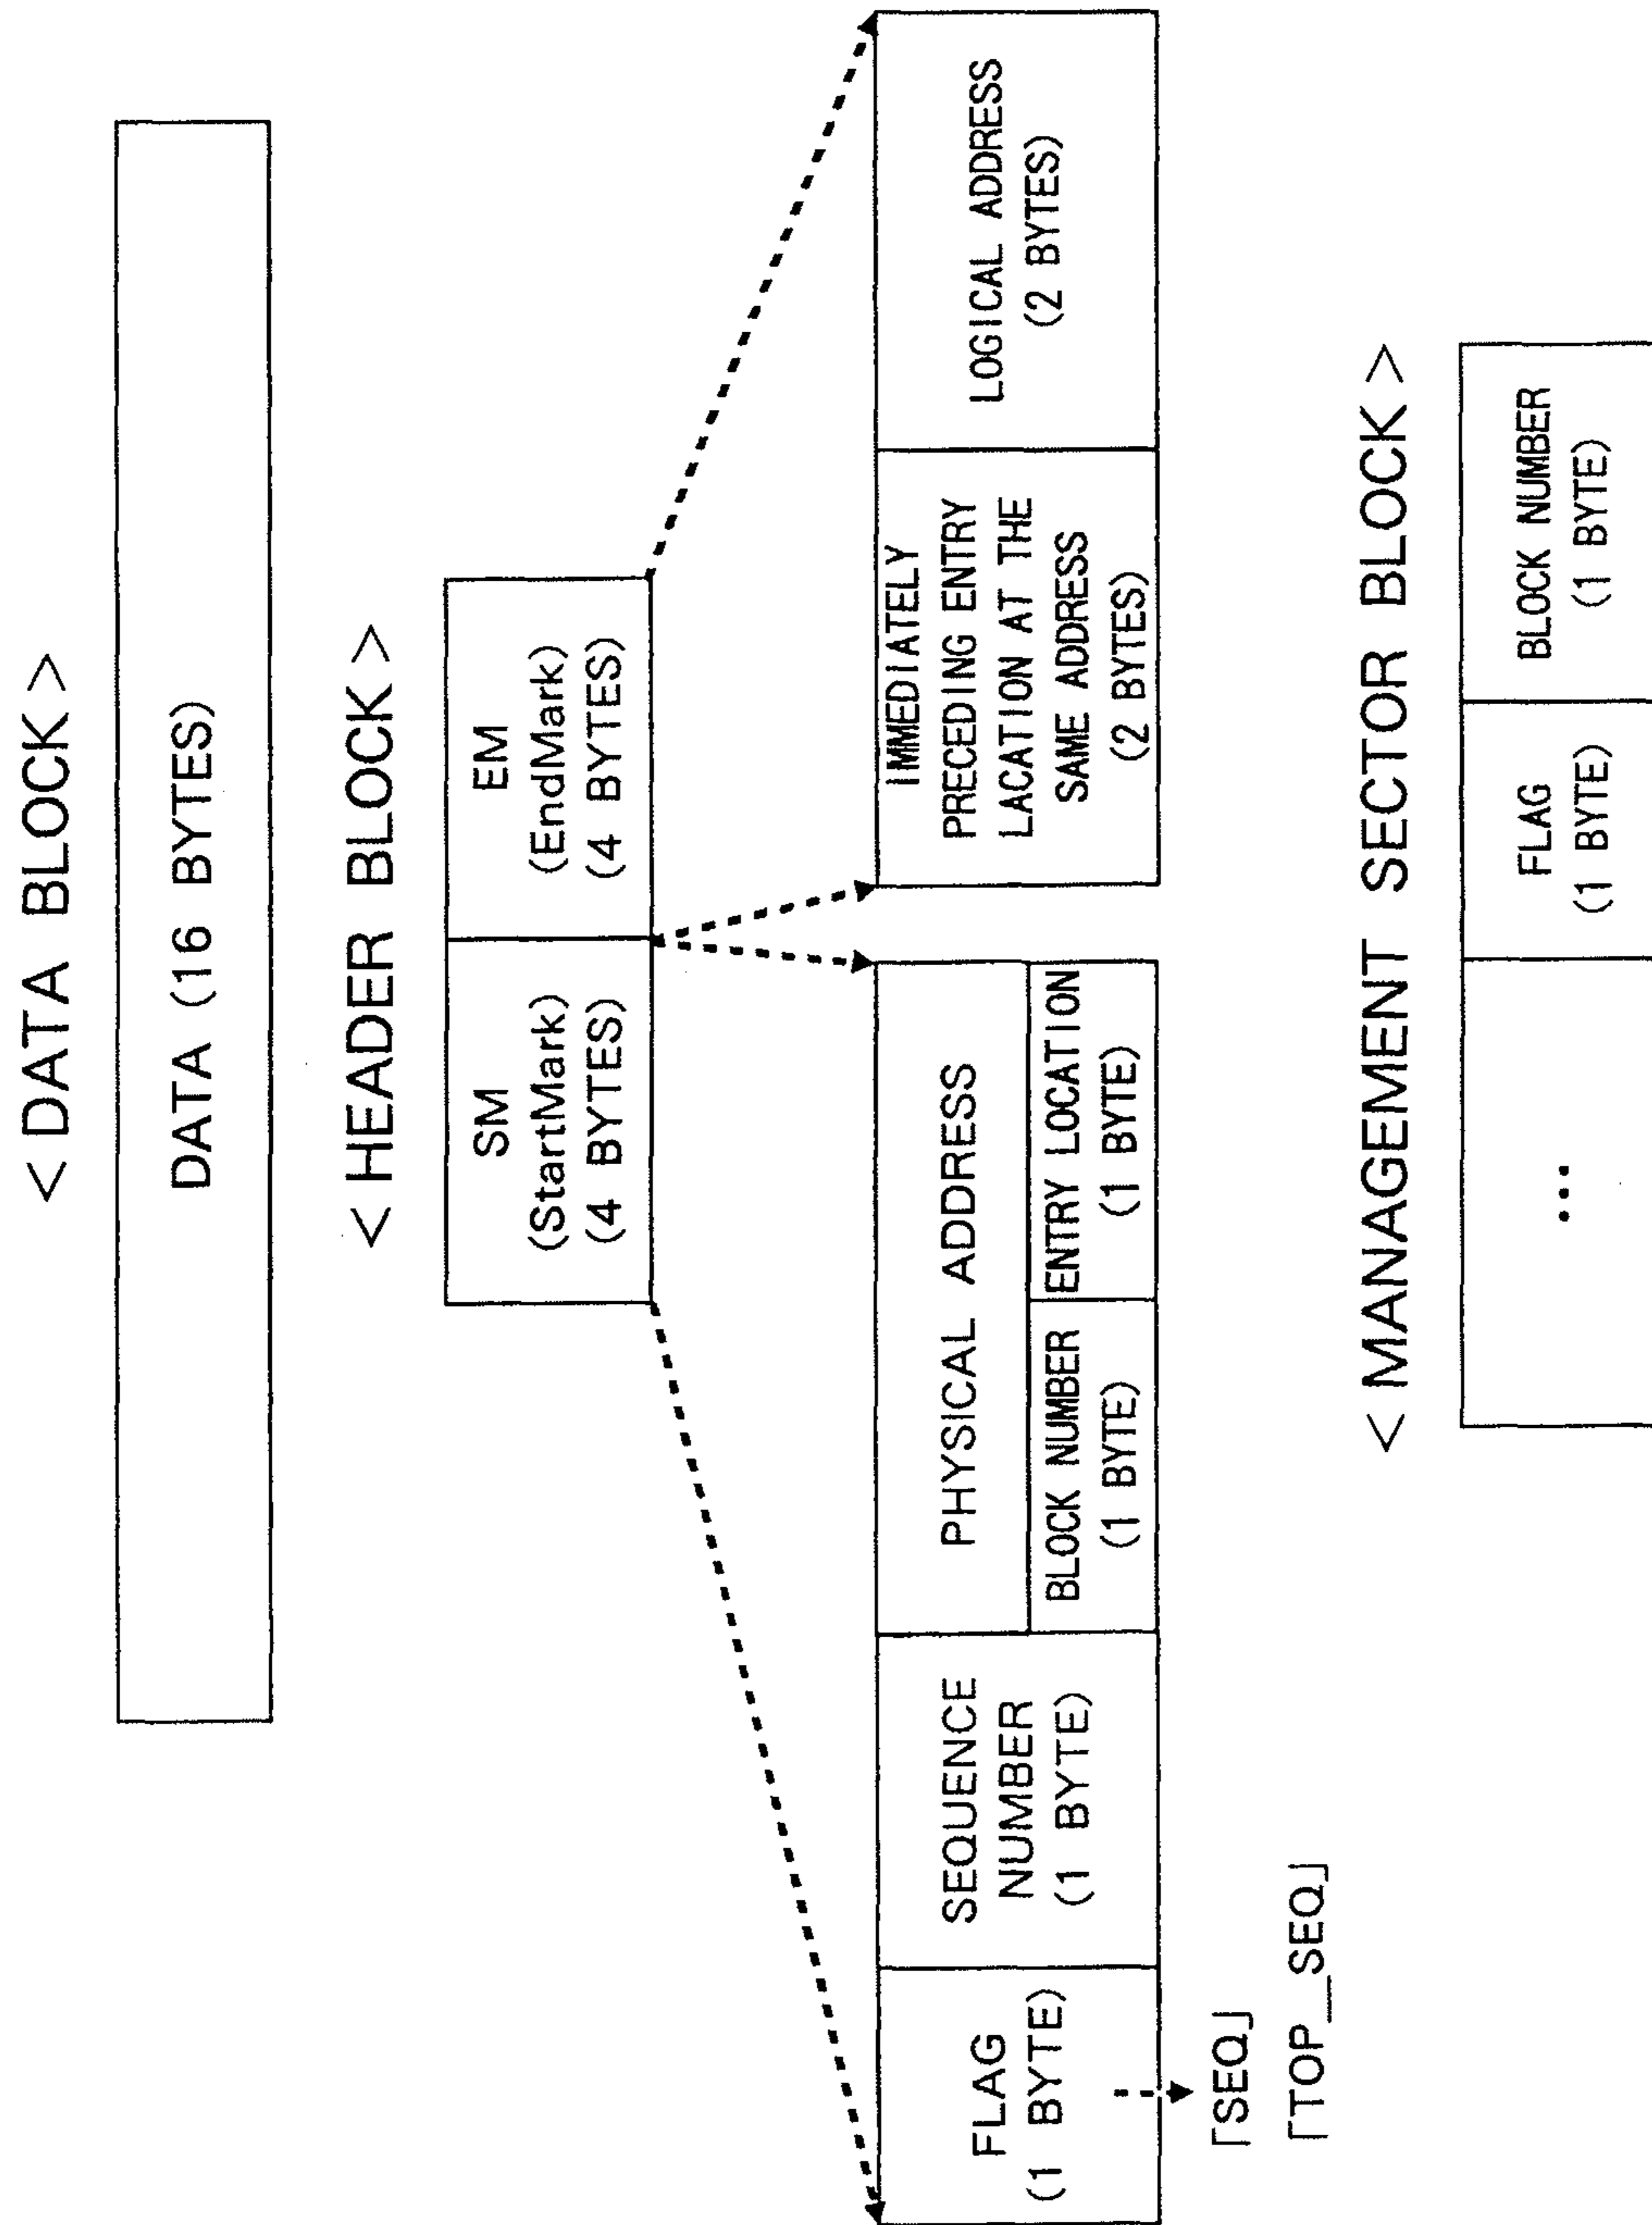 <DATA BLOCK>
DATA (16 BYTES)
<HEADER BLOCK>
SM
(StartMark)
(4 BYTES)
EM
(EndMark)
(4 BYTES)
FLAG
(1 BYTE)
SEQUENCE
NUMBER
(1 BYTE)
PHYSICAL ADDRESS
BLOCK NUMBER
(1 BYTE)
ENTRY LOCATION
(1 BYTE)
IMMEDIATELY
PRECEDING ENTRY
LACATION AT THE
SAME ADDRESS
(2 BYTES)
LOGICAL ADDRESS
(2 BYTES)
「SEQ」
「TOP_SEQ」
<MANAGEMENT SECTOR BLOCK>
...
FLAG
(1 BYTE)
BLOCK NUMBER
(1 BYTE)